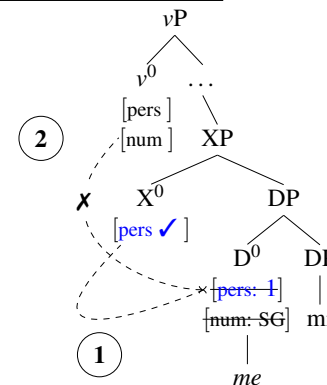 vP
v⁰ ...
[pers ]
2 [num ] XP
✗ X⁰ DP
[pers ✓]
D⁰
[pers: 1]
[num: SG]
1
me